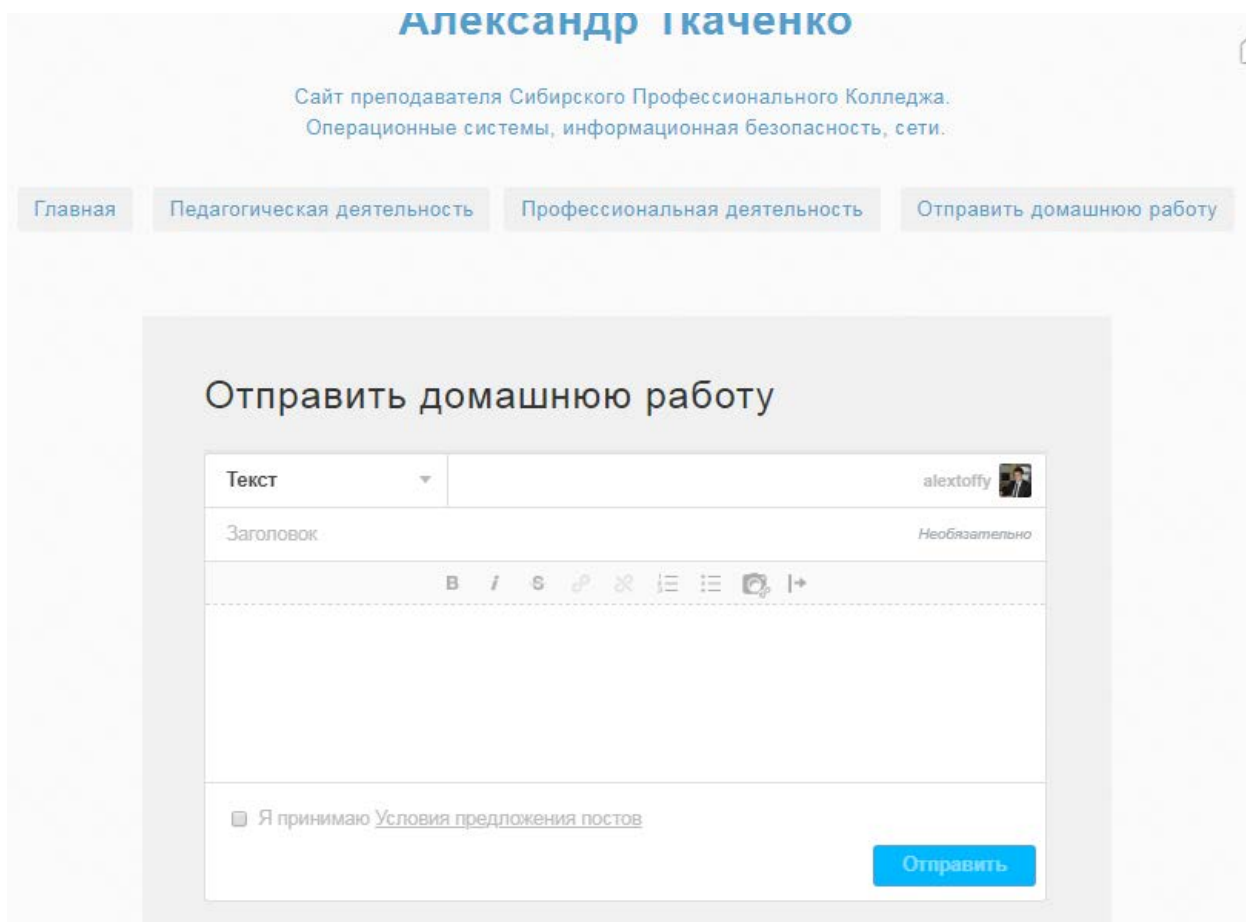 Александр Ткаченко
Сайт преподавателя Сибирского Профессионального Колледжа.
Операционные системы, информационная безопасность, сети.
Главная Педагогическая деятельность Профессиональная деятельность Отправить домашнюю работу
Отправить домашнюю работу
Текст alextoffy
Заголовок Необязательно
B i S
Я принимаю Условия предложения постов
Отправить